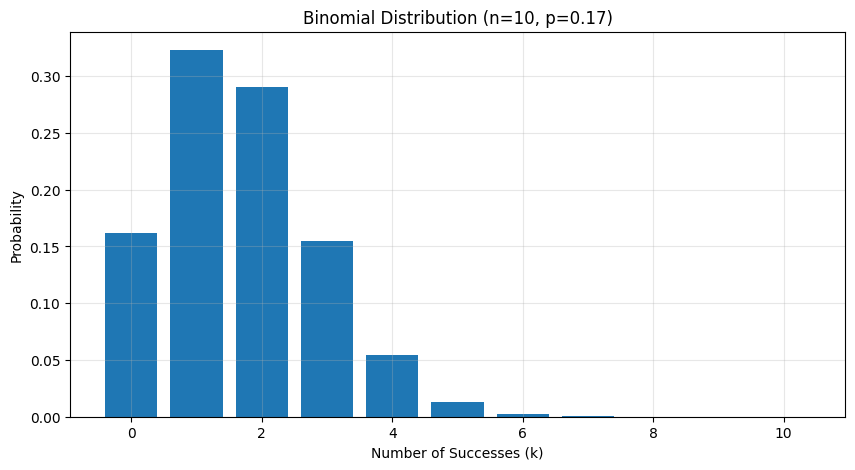 Binomial Distribution (n=10, p=0.17)
Probability
0.30
0.25
0.20
0.15
0.10
0.05
0.00
0 2 4 6 8 10
Number of Successes (k)